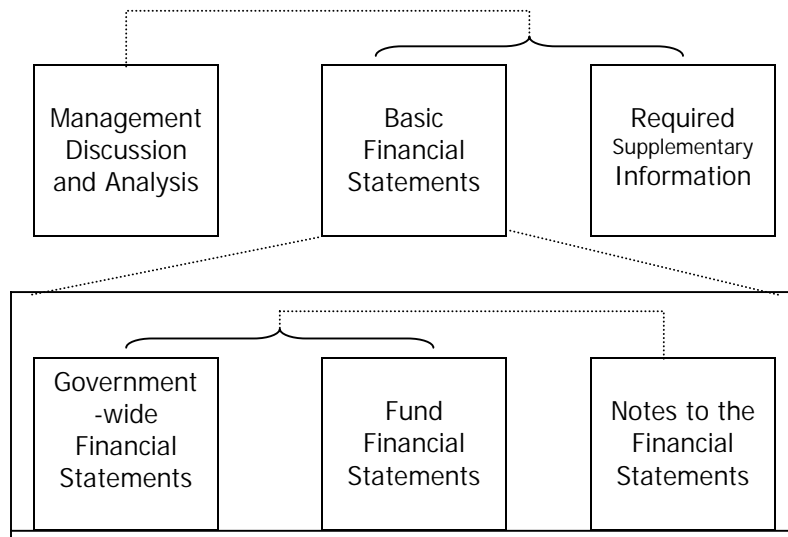 Management
Discussion
and Analysis
Basic
Financial
Statements
Required
Supplementary
Information
Government
-wide
Financial
Statements
Fund
Financial
Statements
Notes to the
Financial
Statements